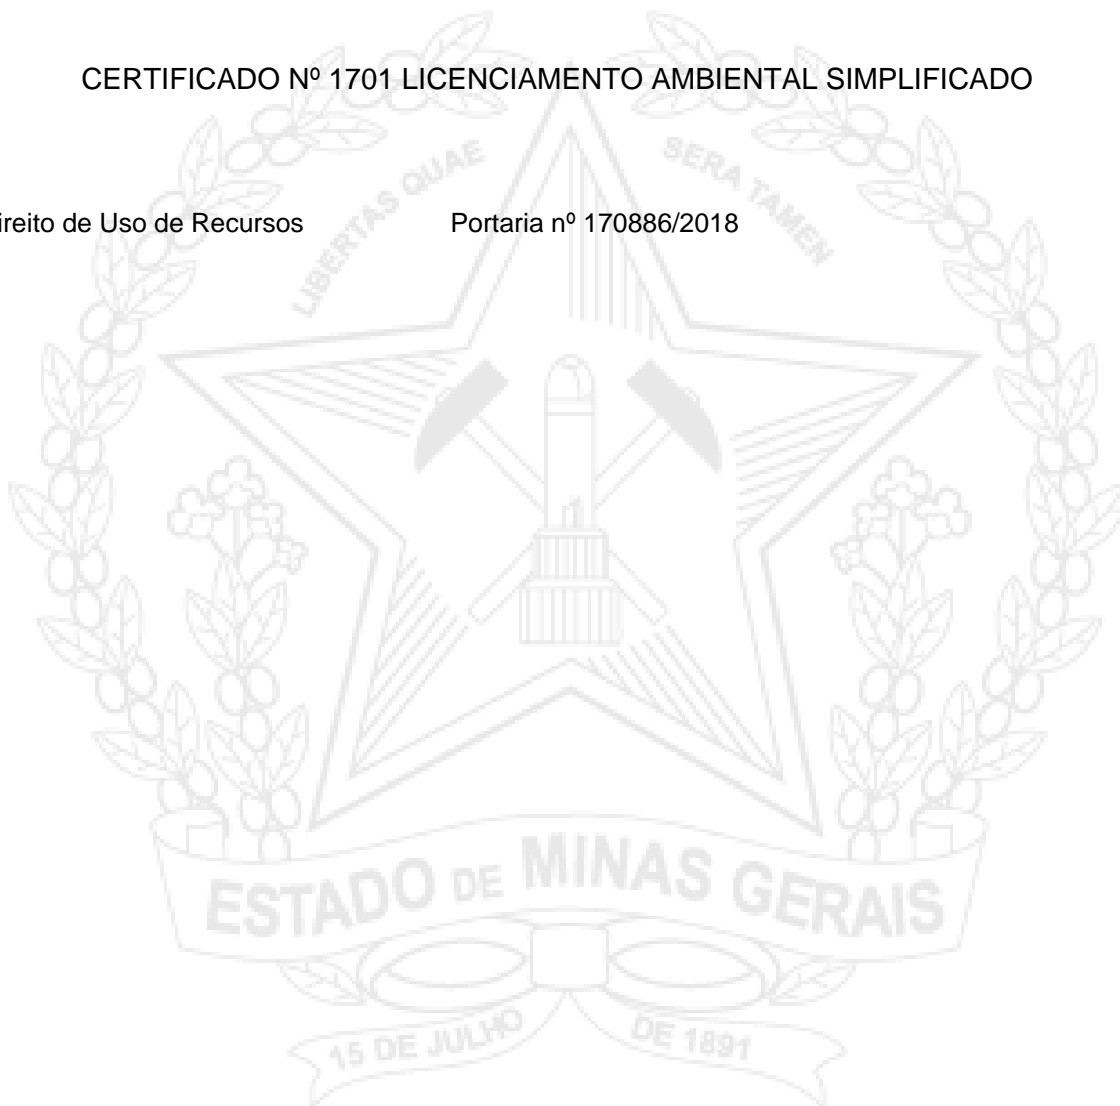 CERTIFICADO Nº 1701 LICENCIAMENTO AMBIENTAL SIMPLIFICADO
LIBERTAS QUAE SERA TAMEN
ireito de Uso de Recursos Portaria nº 170886/2018
ESTADO DE MINAS GERAIS
15 DE JULHO DE 1891